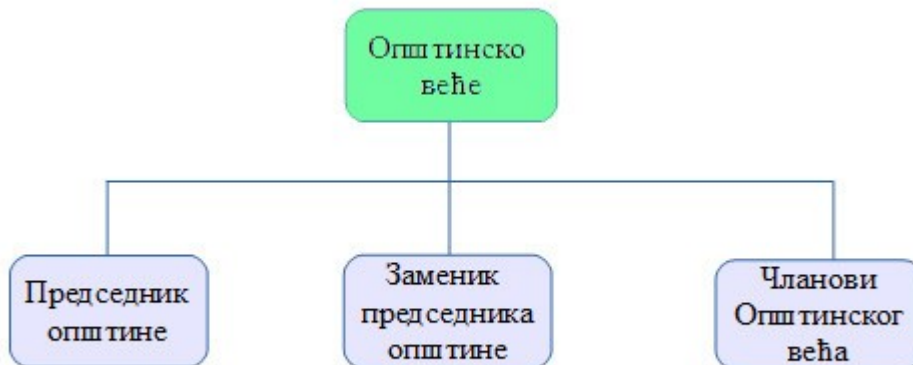 Општинско
веће
Председник
општине
Заменик
председника
општине
Чланови
Општинског
већа